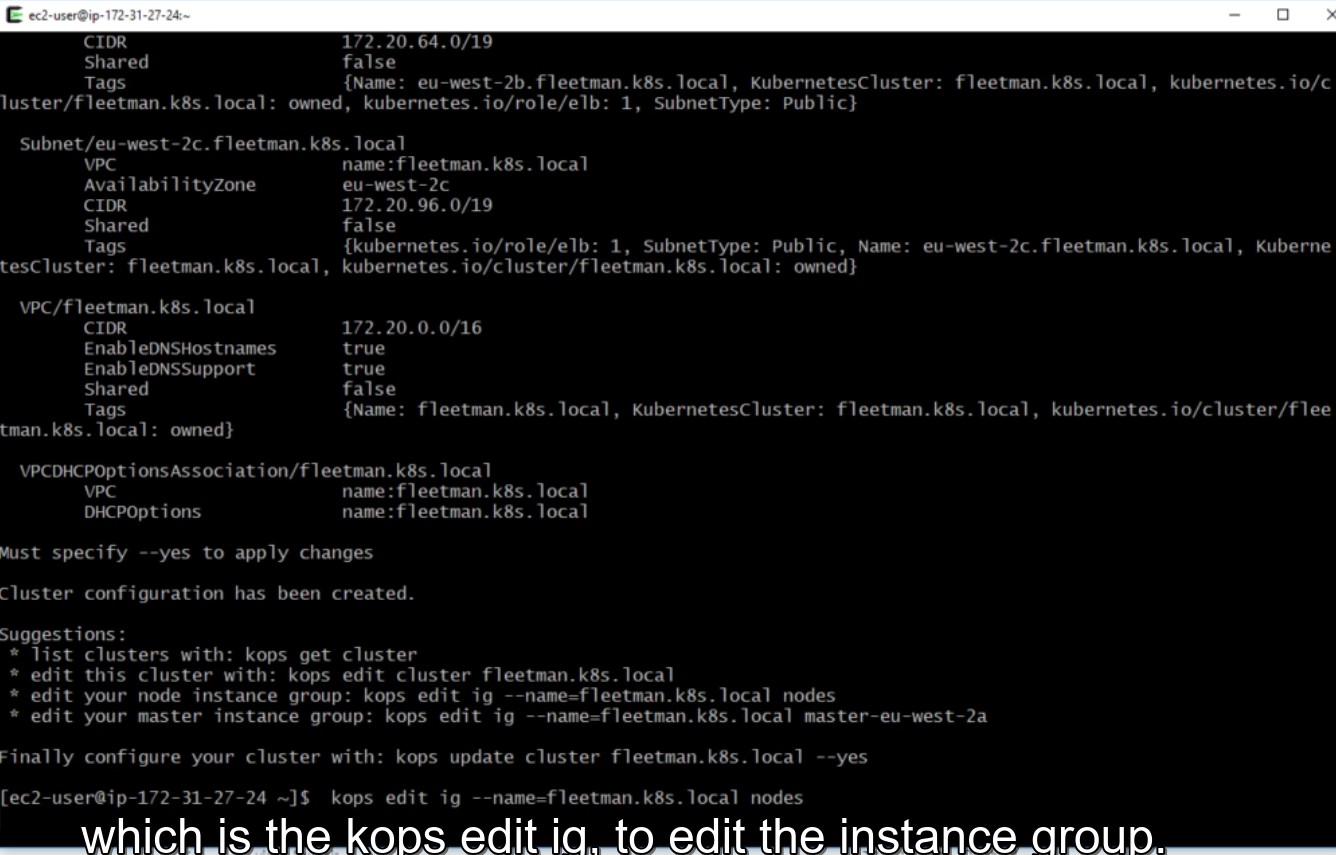 ec2-user@ip-172-31-27-24:~
CIDR 172.20.64.0/19
Shared false
Tags {Name: eu-west-2b.fleetman.k8s.local, KubernetesCluster: fleetman.k8s.local, kubernetes.io/c
luster/fleetman.k8s.local: owned, kubernetes.io/role/elb: 1, SubnetType: Public}
Subnet/eu-west-2c.fleetman.k8s.local
VPC name:fleetman.k8s.local
AvailabilityZone eu-west-2c
CIDR 172.20.96.0/19
Shared false
Tags {kubernetes.io/role/elb: 1, SubnetType: Public, Name: eu-west-2c.fleetman.k8s.local, Kuberne
tesCluster: fleetman.k8s.local, kubernetes.io/cluster/fleetman.k8s.local: owned}
VPC/fleetman.k8s.local
CIDR 172.20.0.0/16
EnableDNSHostnames true
EnableDNSSupport true
Shared false
Tags {Name: fleetman.k8s.local, KubernetesCluster: fleetman.k8s.local, kubernetes.io/cluster/flee
tman.k8s.local: owned}
VPCDHCPOptionsAssociation/fleetman.k8s.local
VPC name:fleetman.k8s.local
DHCPOptions name:fleetman.k8s.local
Must specify --yes to apply changes
Cluster configuration has been created.
Suggestions:
* list clusters with: kops get cluster
* edit this cluster with: kops edit cluster fleetman.k8s.local
* edit your node instance group: kops edit ig --name=fleetman.k8s.local nodes
* edit your master instance group: kops edit ig --name=fleetman.k8s.local master-eu-west-2a
Finally configure your cluster with: kops update cluster fleetman.k8s.local --yes
[ec2-user@ip-172-31-27-24 ~]$ kops edit ig --name=fleetman.k8s.local nodes
which is the kops edit ig, to edit the instance group.